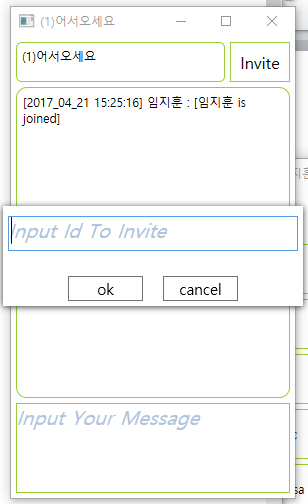 (1)어서오세요
(1)어서오세요
Invite
[2017_04_21 15:25:16] 임지훈 : [임지훈 is
joined]
Input Id To Invite
ok
cancel
Input Your Message